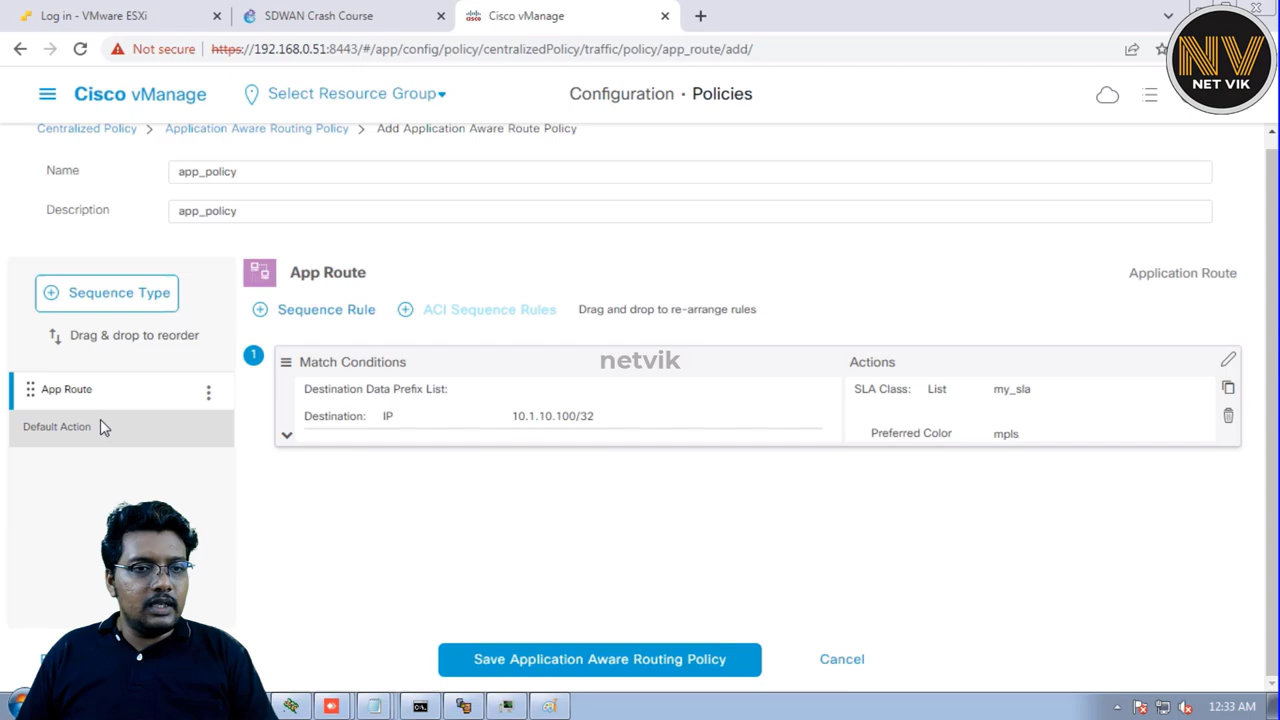 Log in - VMware ESXi
SDWAN Crash Course
Cisco vManage
Not secure
https://192.168.0.51:8443/#/app/config/policy/centralizedPolicy/traffic/policy/app_route/add/
NV
NET VIK
Cisco vManage
Select Resource Group
Configuration · Policies
Centralized Policy
Application Aware Routing Policy
Add Application Aware Route Policy
Name
app_policy
Description
app_policy
Sequence Type
Drag & drop to reorder
App Route
Default Action
App Route
Application Route
Sequence Rule
ACI Sequence Rules
Drag and drop to re-arrange rules
1
Match Conditions
netvik
Actions
Destination Data Prefix List:
SLA Class: List my_sla
Destination: IP 10.1.10.100/32
Preferred Color mpls
Save Application Aware Routing Policy
Cancel
12:33 AM